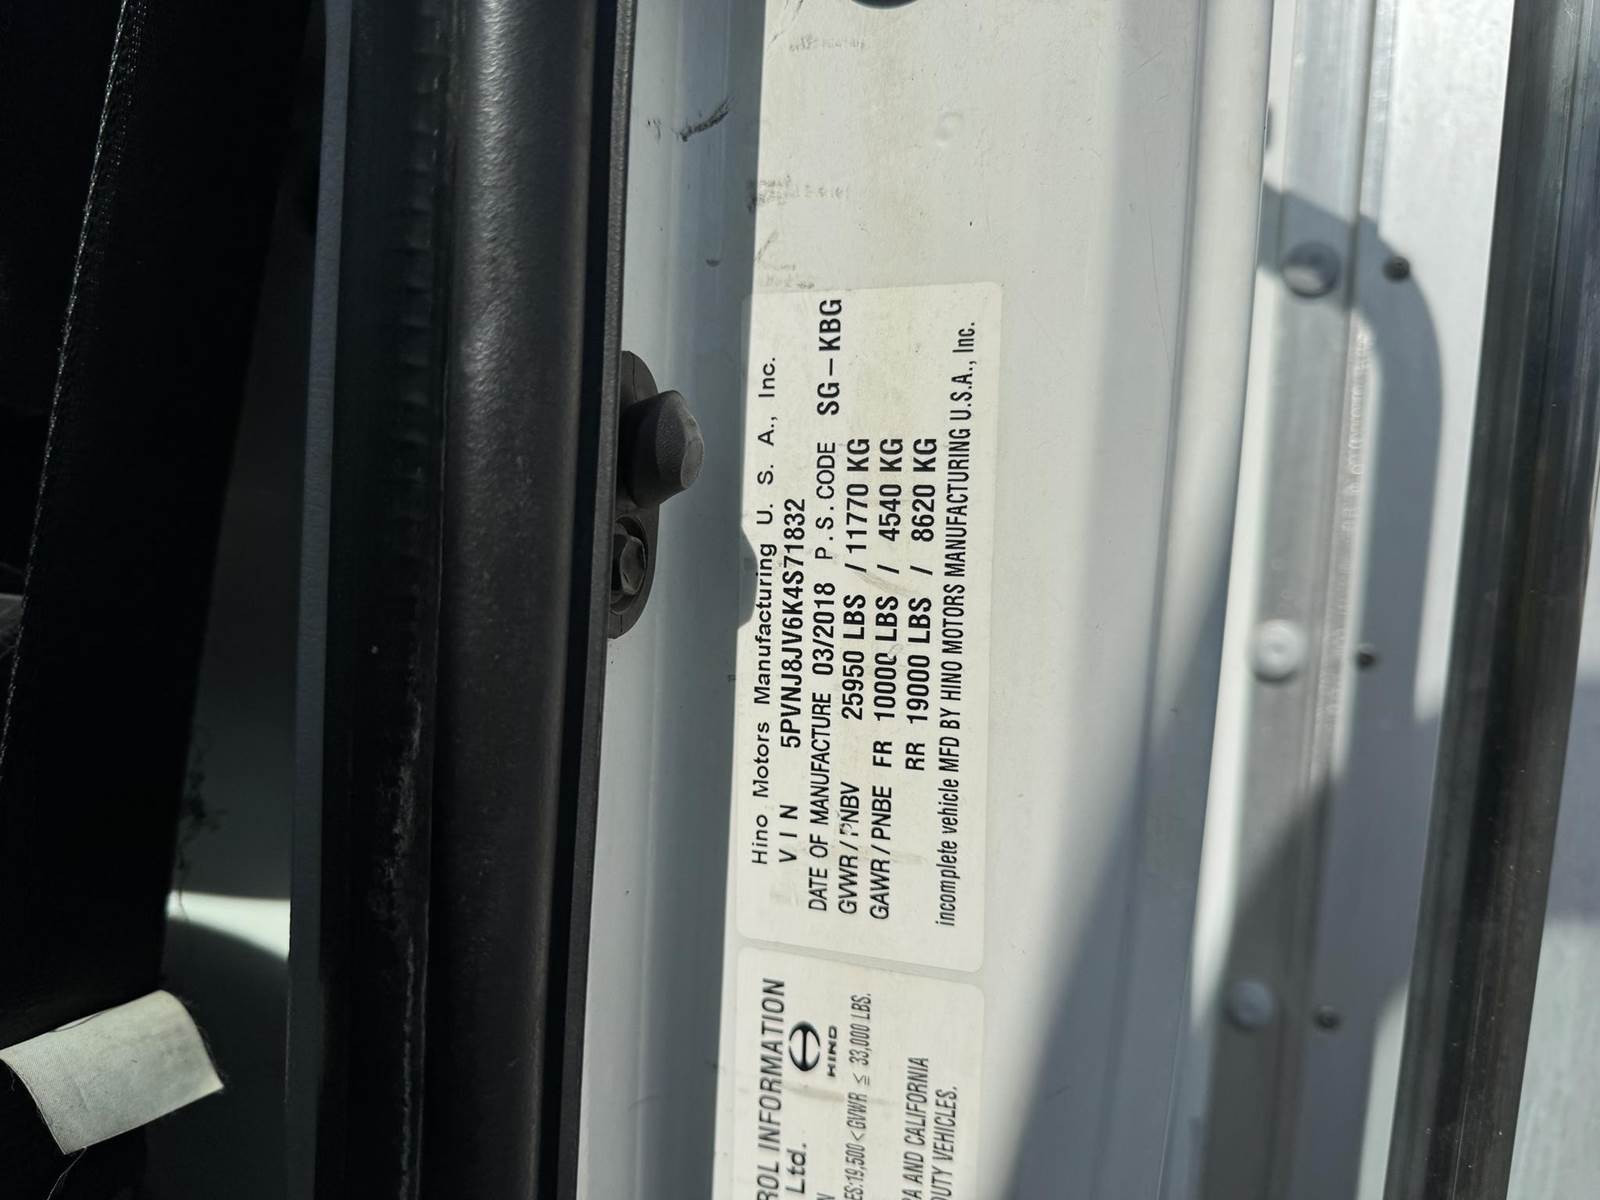 Hino Motors Manufacturing U. S. A., Inc.
VIN 5PVNJ8JV6K4S71832
DATE OF MANUFACTURE 03/2018 P.S.CODE SG-KBG
GVWR/PNBV 25950 LBS / 11770 KG
GAWR/PNBE FR 10000 LBS / 4540 KG
RR 19000 LBS / 8620 KG
incomplete vehicle MFD BY HINO MOTORS MANUFACTURING U.S.A., Inc.
ROL INFORMATION
Ltd.
HINO
ES:19,500<GVWR ≦ 33,000 LBS.
RA AND CALIFORNIA
DUTY VEHICLES.